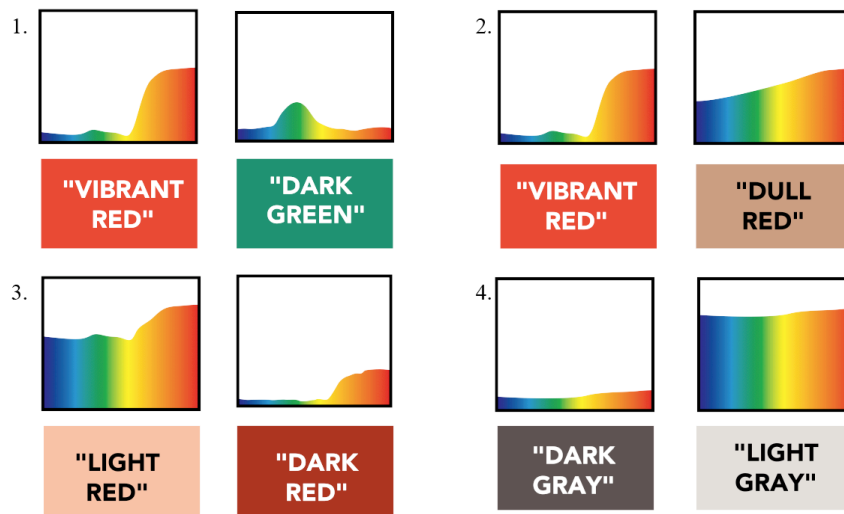 1.
"VIBRANT
RED"
"DARK
GREEN"
2.
"VIBRANT
RED"
"DULL
RED"
3.
"LIGHT
RED"
"DARK
RED"
4.
"DARK
GRAY"
"LIGHT
GRAY"